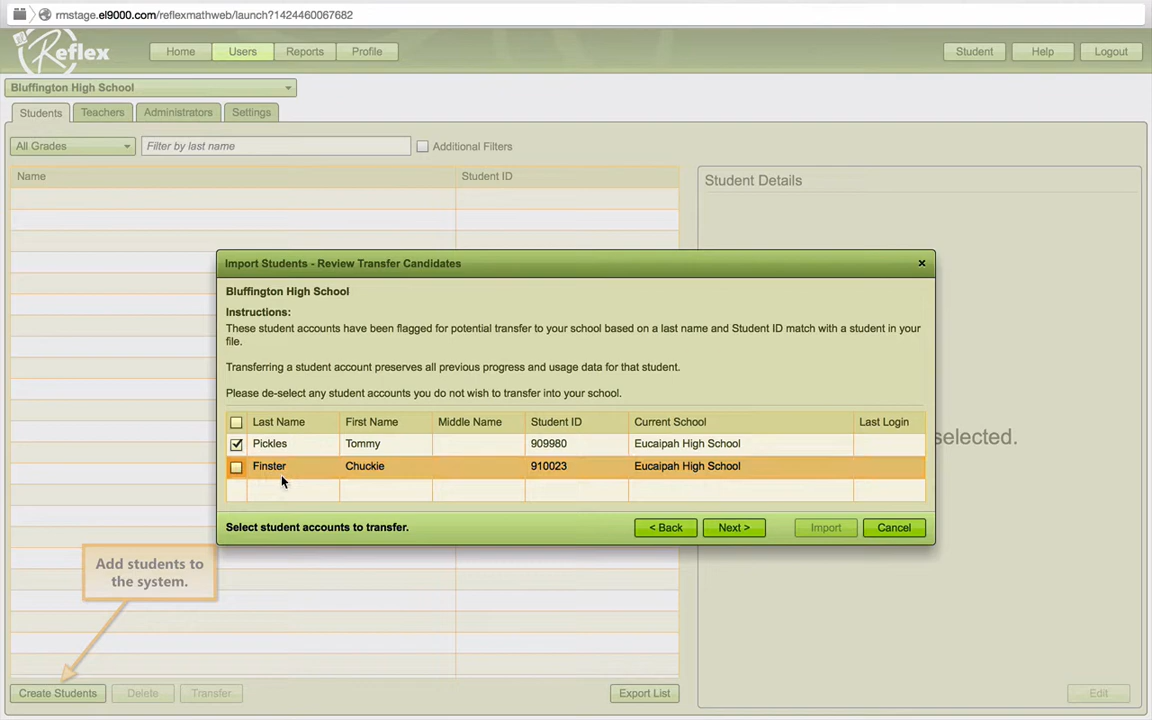 rmstage.el9000.com/reflexmathweb/launch?1424460067682
Reflex
Home
Users
Reports
Profile
Student
Help
Logout
Bluffington High School
Students
Teachers
Administrators
Settings
All Grades
Filter by last name
Additional Filters
Name
Student ID
Student Details
selected.
Import Students - Review Transfer Candidates
×
Bluffington High School
Instructions:
These student accounts have been flagged for potential transfer to your school based on a last name and Student ID match with a student in your
file.
Transferring a student account preserves all previous progress and usage data for that student.
Please de-select any student accounts you do not wish to transfer into your school.
Last Name First Name Middle Name Student ID Current School Last Login
Pickles Tommy 909980 Eucaipah High School
Finster Chuckie 910023 Eucaipah High School
Select student accounts to transfer.
< Back
Next >
Import
Cancel
Add students to
the system.
Create Students
Delete
Transfer
Export List
Edit